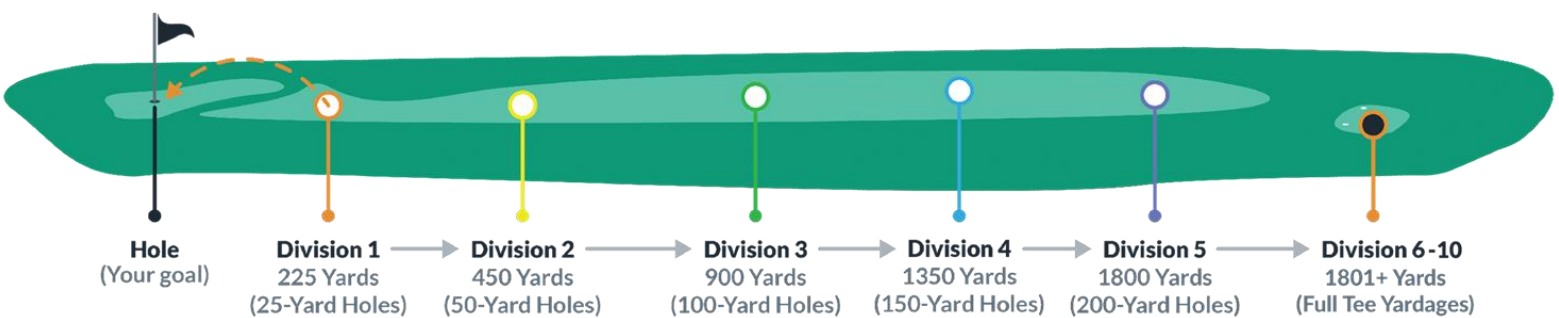 Hole
(Your goal)
Division 1
225 Yards
(25-Yard Holes)
Division 2
450 Yards
(50-Yard Holes)
Division 3
900 Yards
(100-Yard Holes)
Division 4
1350 Yards
(150-Yard Holes)
Division 5
1800 Yards
(200-Yard Holes)
Division 6-10
1801+ Yards
(Full Tee Yardages)